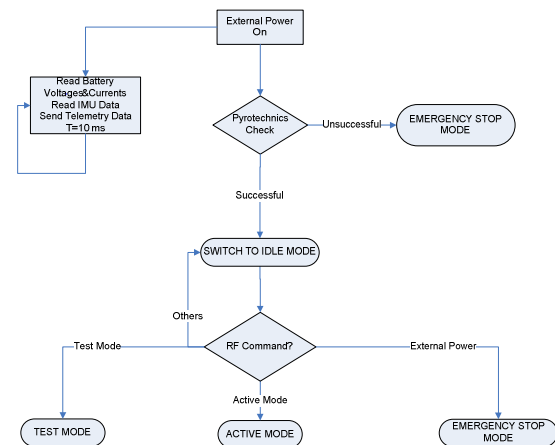 External Power
On
Read Battery
Voltages&Currents
Read IMU Data
Send Telemetry Data
T=10 ms
Pyrotechnics
Check
Unsuccessful
EMERGENCY STOP
MODE
Successful
SWITCH TO IDLE MODE
Others
RF Command?
Test Mode
External Power
Active Mode
TEST MODE
ACTIVE MODE
EMERGENCY STOP
MODE